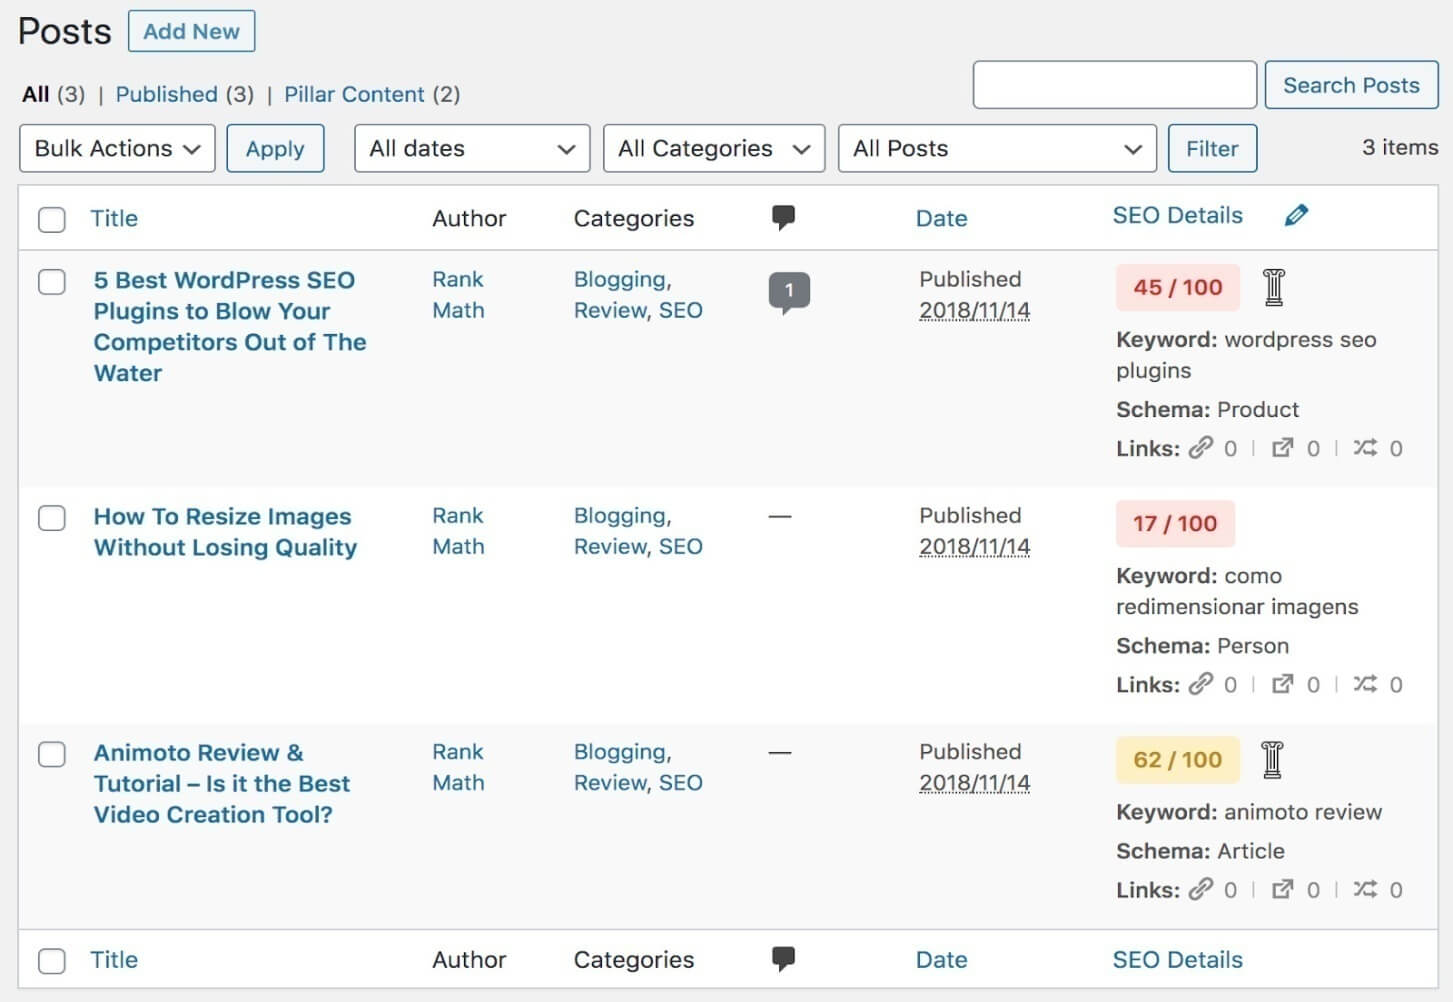 Posts Add New
All (3) | Published (3) | Pillar Content (2)
Search Posts
Bulk Actions Apply All dates All Categories All Posts Filter 3 items
Title Author Categories Date SEO Details
5 Best WordPress SEO
Plugins to Blow Your
Competitors Out of The
Water
Rank
Math
Blogging,
Review, SEO
1
Published
2018/11/14
45 / 100
Keyword: wordpress seo
plugins
Schema: Product
Links: 0 | 0 | 0
How To Resize Images
Without Losing Quality
Rank
Math
Blogging,
Review, SEO
—
Published
2018/11/14
17 / 100
Keyword: como
redimensionar imagens
Schema: Person
Links: 0 | 0 | 0
Animoto Review &
Tutorial – Is it the Best
Video Creation Tool?
Rank
Math
Blogging,
Review, SEO
—
Published
2018/11/14
62 / 100
Keyword: animoto review
Schema: Article
Links: 0 | 0 | 0
Title Author Categories Date SEO Details